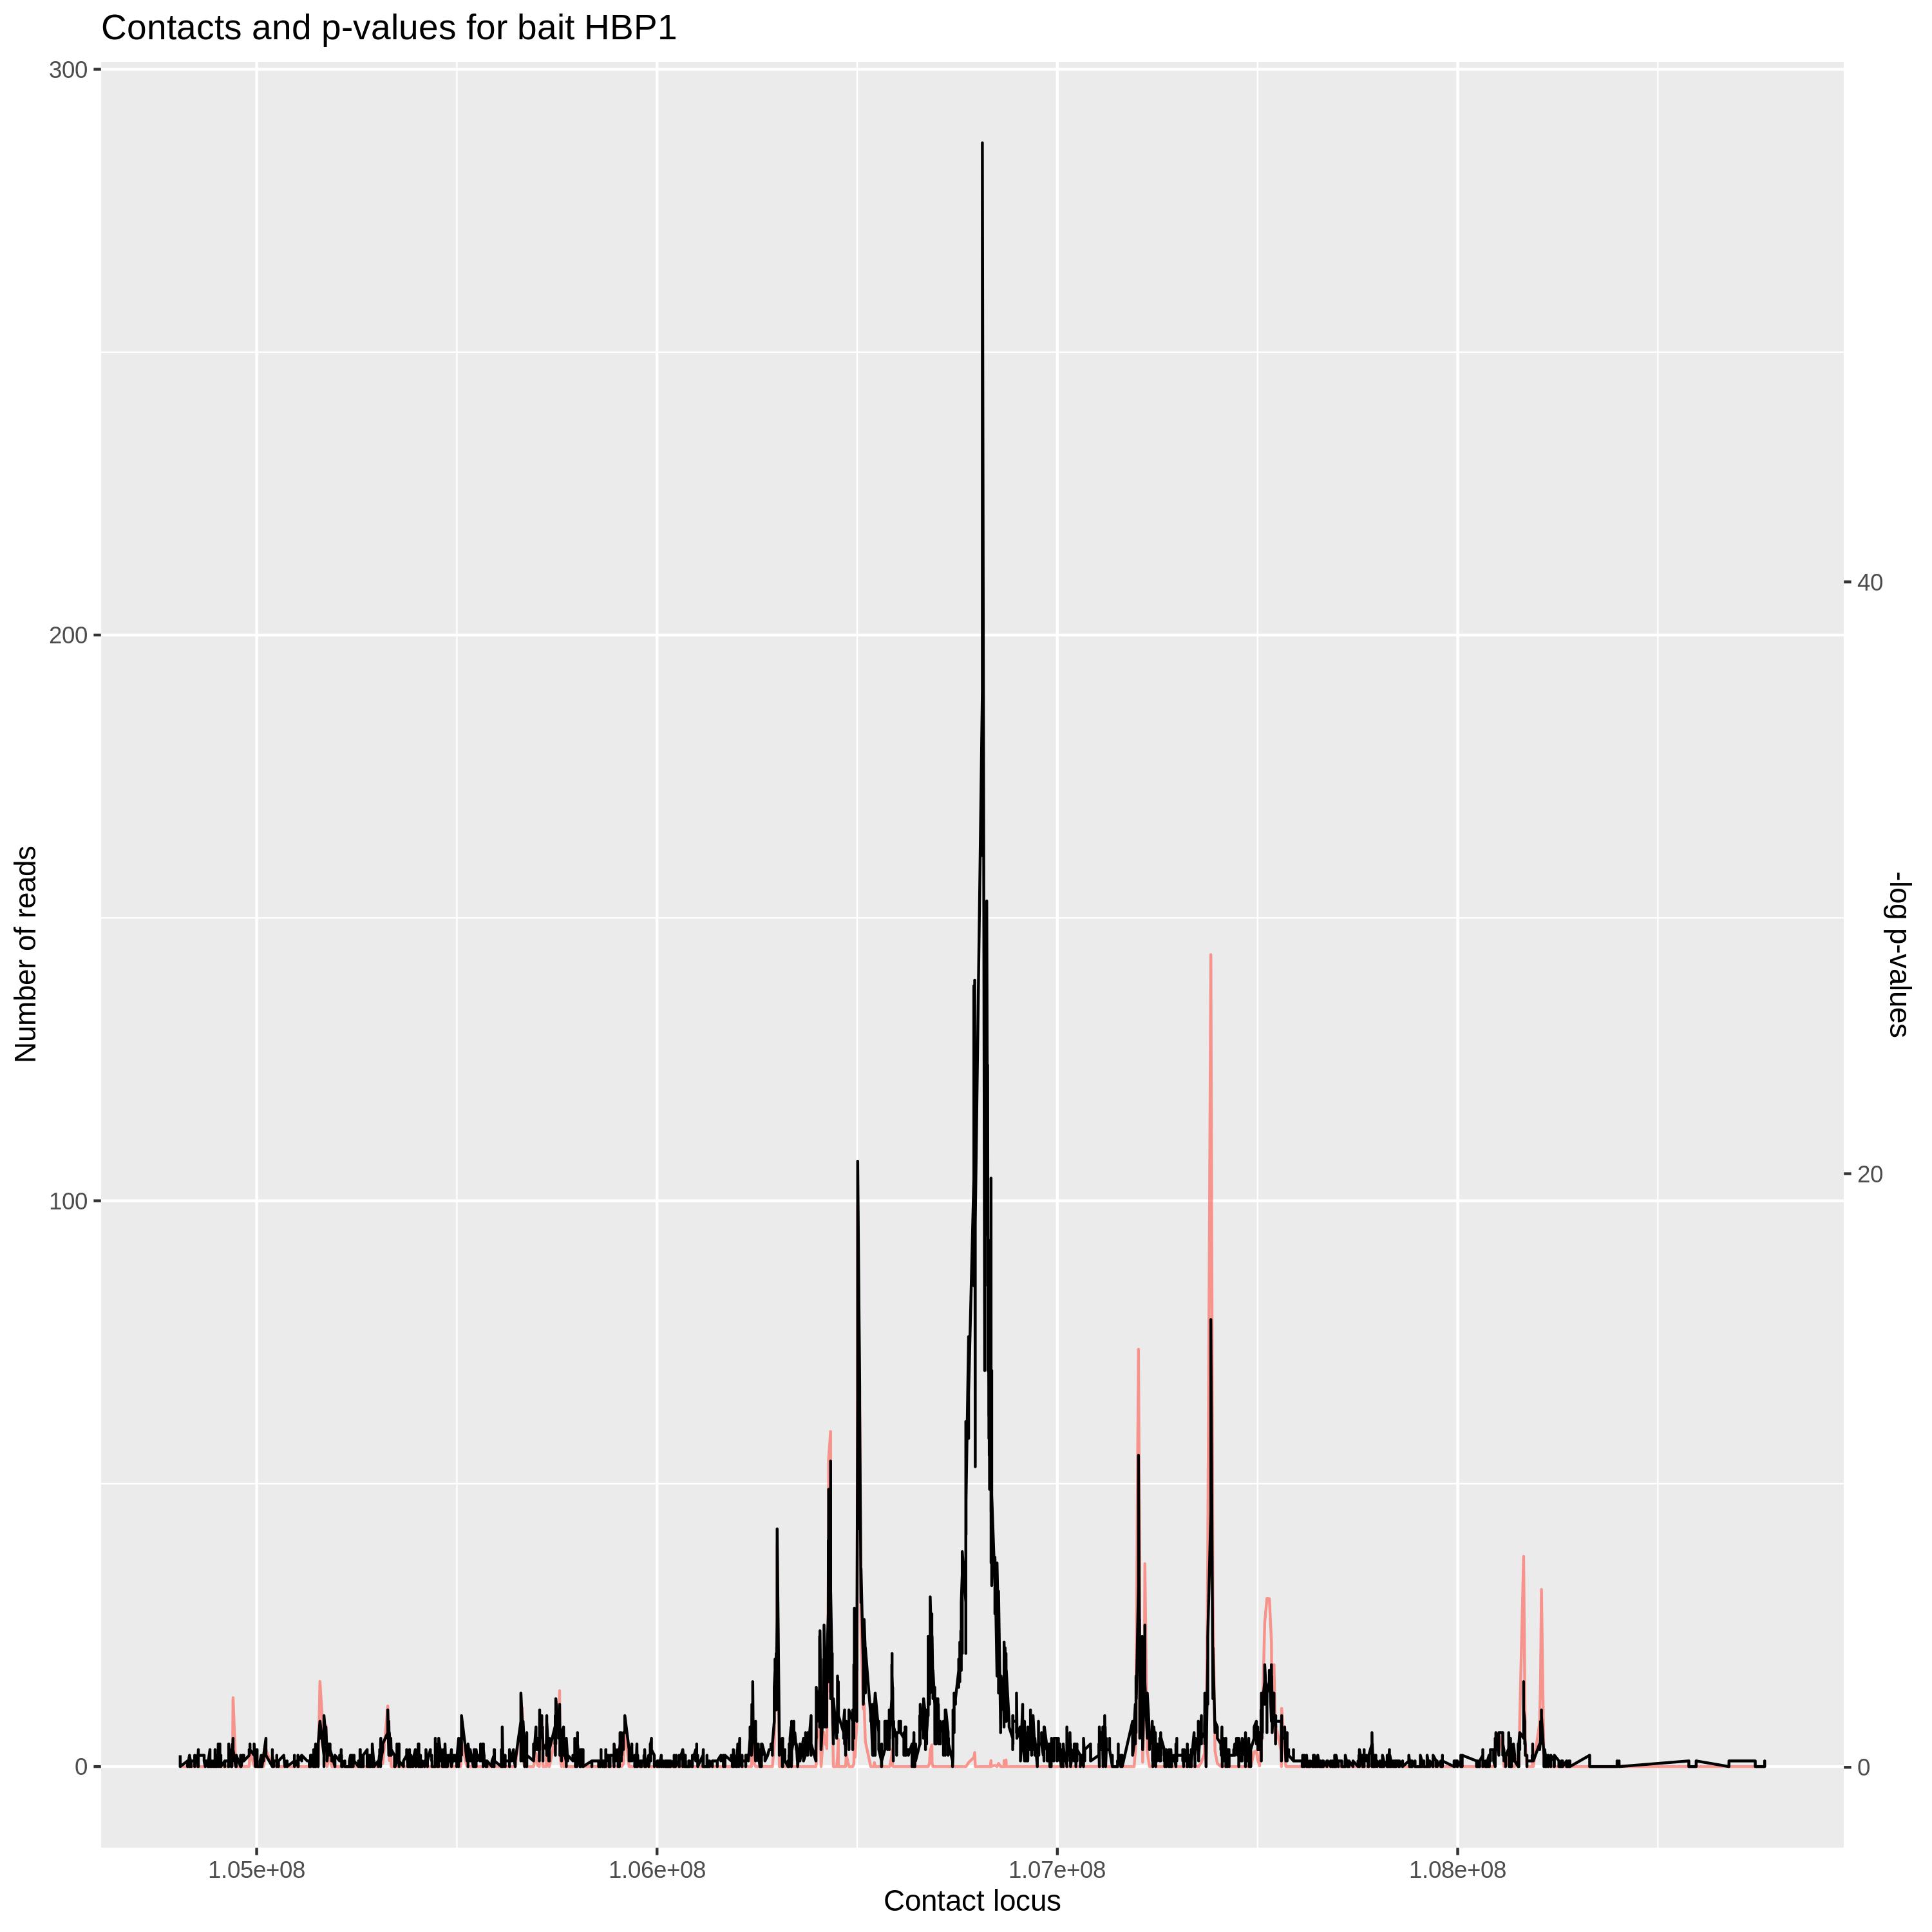 Contacts and p-values for bait HBP1
300
200
100
0
Number of reads
40
20
0
-log p-values
1.05e+08
1.06e+08
1.07e+08
1.08e+08
Contact locus